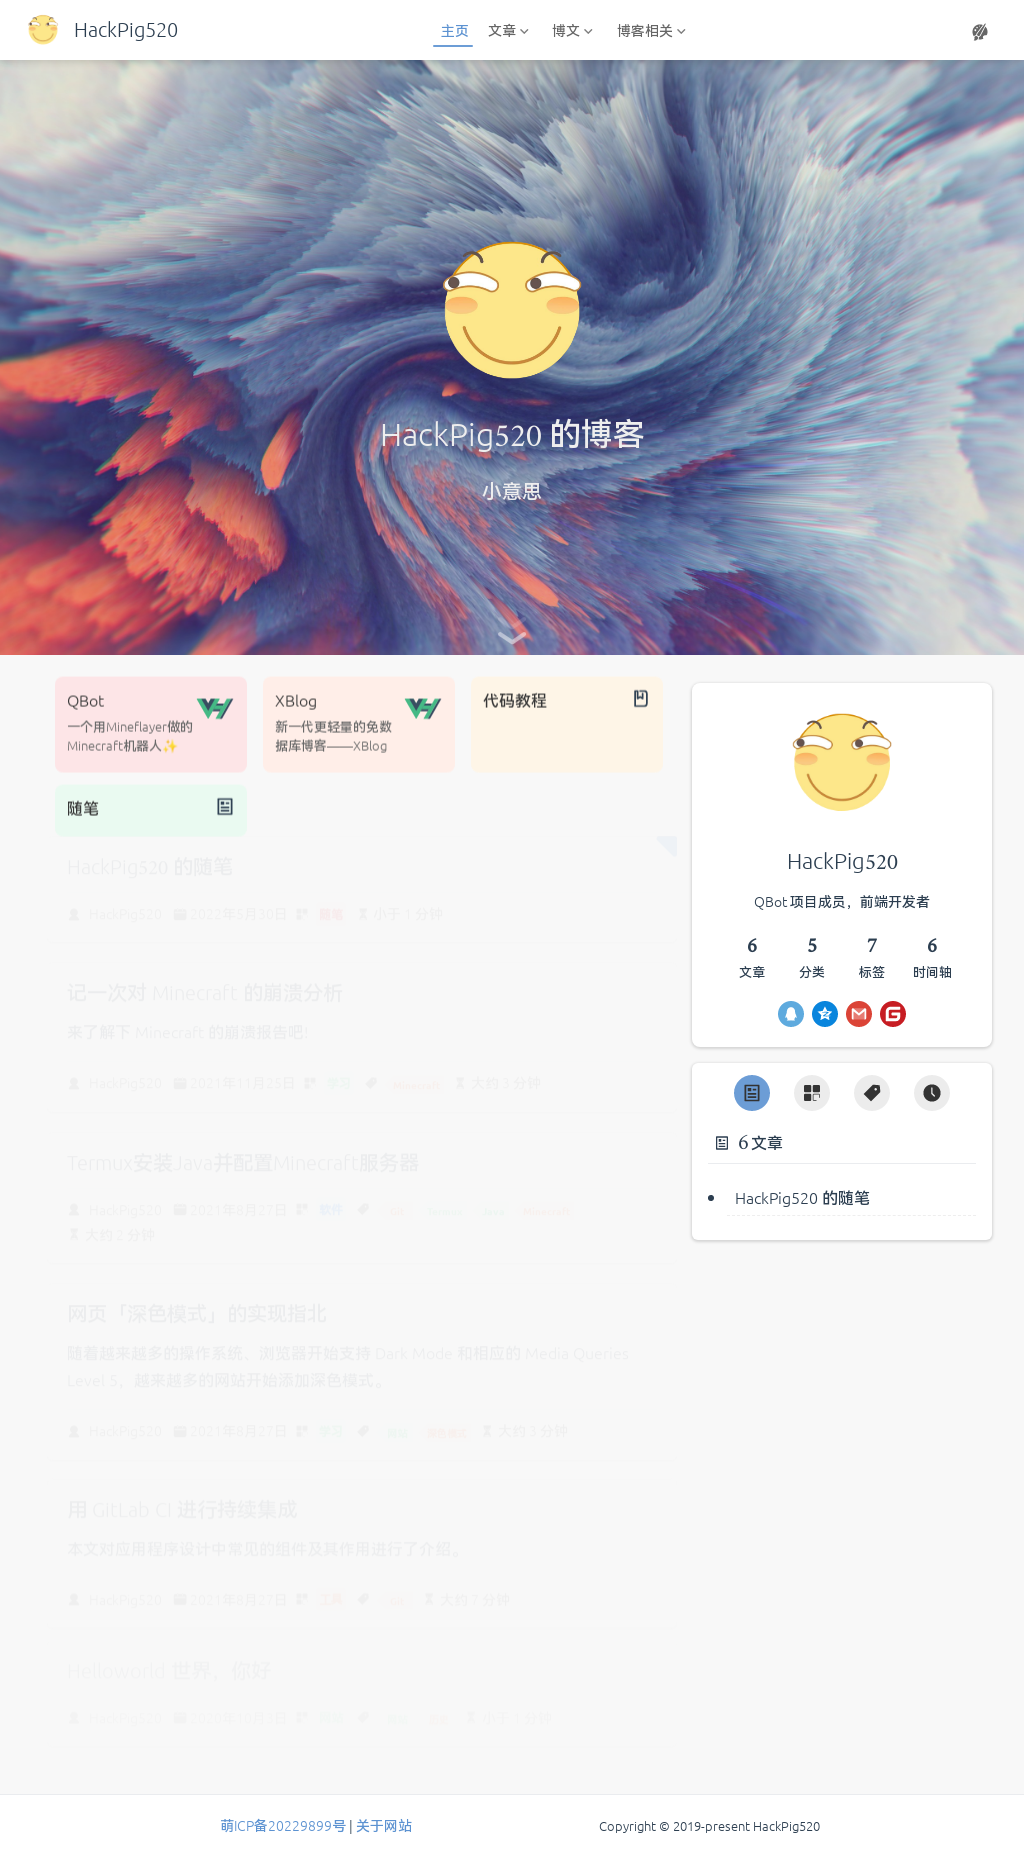 HackPig520
主页 文章 博文 博客相关
HackPig520 的博客
小意思
QBot
一个用Mineflayer做的
Minecraft机器人✨
XBlog
新一代更轻量的免数
据库博客——XBlog
代码教程
随笔
HackPig520 的随笔
HackPig520 2022年5月30日 随笔 小于 1 分钟
记一次对 Minecraft 的崩溃分析
来了解下 Minecraft 的崩溃报告吧!
HackPig520 2021年11月25日 学习 Minecraft 大约 3 分钟
Termux安装Java并配置Minecraft服务器
HackPig520 2021年8月27日 软件 Termux Java Minecraft
大约 2 分钟
网页「深色模式」的实现指北
随着越来越多的操作系统、浏览器开始支持 Dark Mode 和相应的 Media Queries
Level 5，越来越多的网站开始添加深色模式。
HackPig520 2021年8月27日 大约 3 分钟
用 GitLab CI 进行持续集成
本文对应用程序设计中常见的组件及其作用进行了介绍。
HackPig520 2021年8月27日 工具 大约 7 分钟
Helloworld 世界，你好
HackPig520 小于 1 分钟
HackPig520
QBot 项目成员，前端开发者
6 5 7 6
文章 分类 标签 时间轴
6 文章
HackPig520 的随笔
萌ICP备20229899号 | 关于网站
Copyright © 2019-present HackPig520